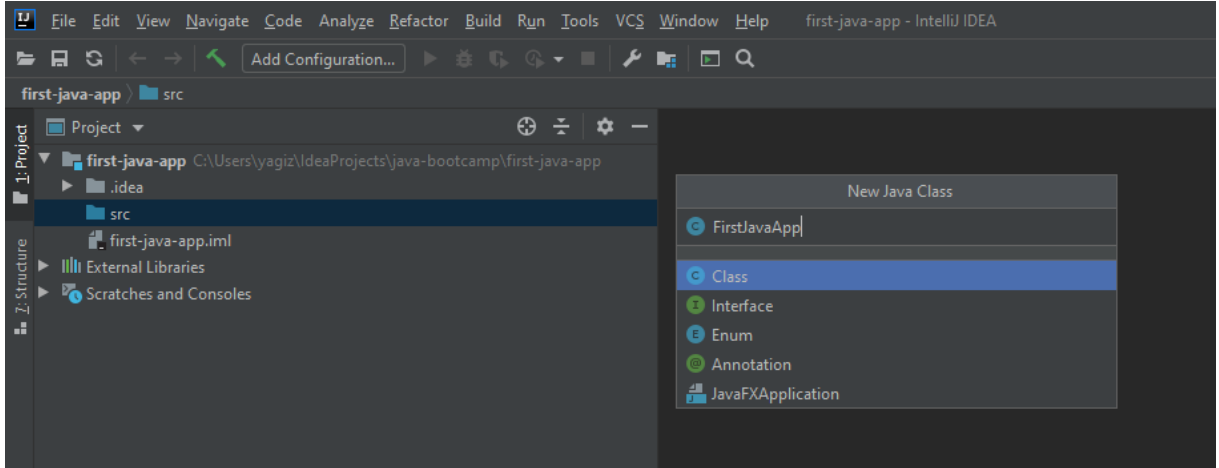 IJ File Edit View Navigate Code Analyze Refactor Build Run Tools VCS Window Help first-java-app - IntelliJ IDEA
Add Configuration...
first-java-app src
1: Project
Project
first-java-app C:\Users\yagiz\IdeaProjects\java-bootcamp\first-java-app
.idea
src
first-java-app.iml
External Libraries
Scratches and Consoles
7: Structure
New Java Class
C FirstJavaApp
C Class
I Interface
E Enum
@ Annotation
J JavaFXApplication